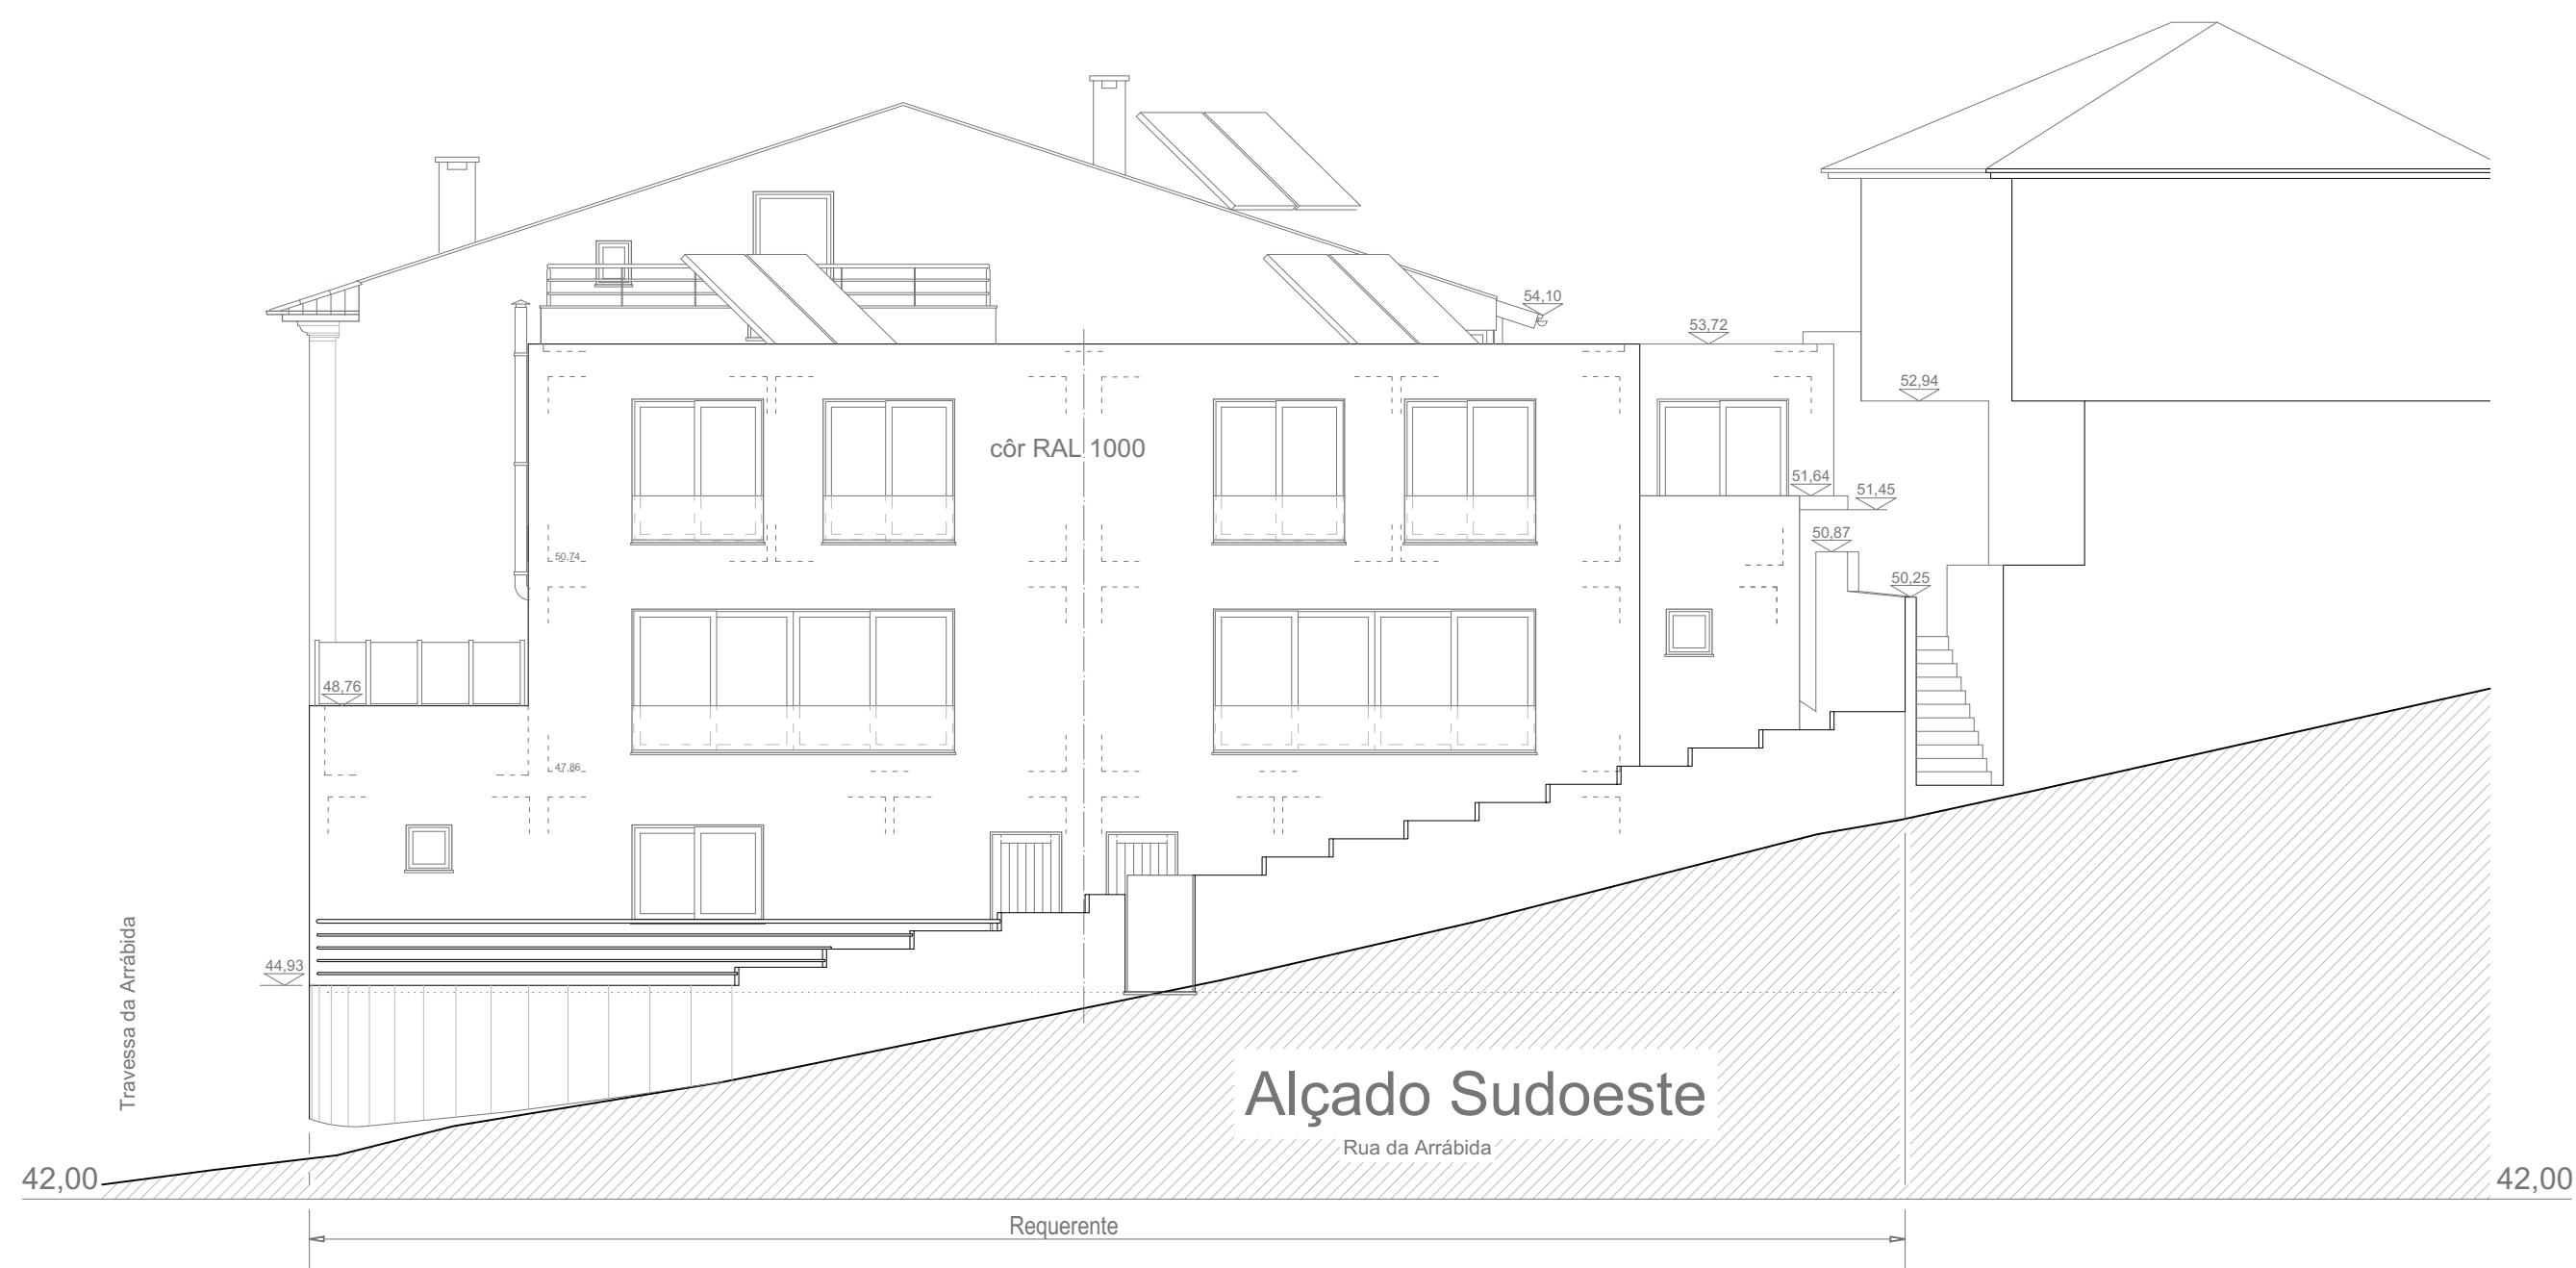 54,10
53,72
52,94
côr RAL 1000
51,64
51,45
50,87
50.74
50,25
48,76
47.86
44,93
Travessa da Arrábida
Alçado Sudoeste
Rua da Arrábida
42,00
42,00
Requerente